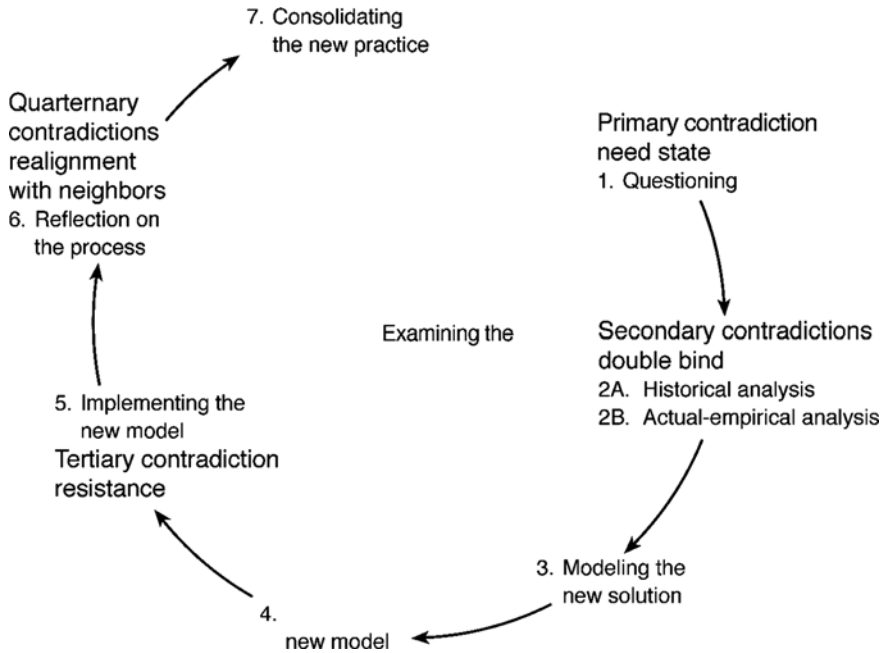 Primary contradiction
need state
1. Questioning
Secondary contradictions
double bind
2A. Historical analysis
2B. Actual-empirical analysis
3. Modeling the
new solution
Examining the
4.
new model
5. Implementing the
new model
Tertiary contradiction
resistance
Quarternary
contradictions
realignment
with neighbors
6. Reflection on
the process
7. Consolidating
the new practice